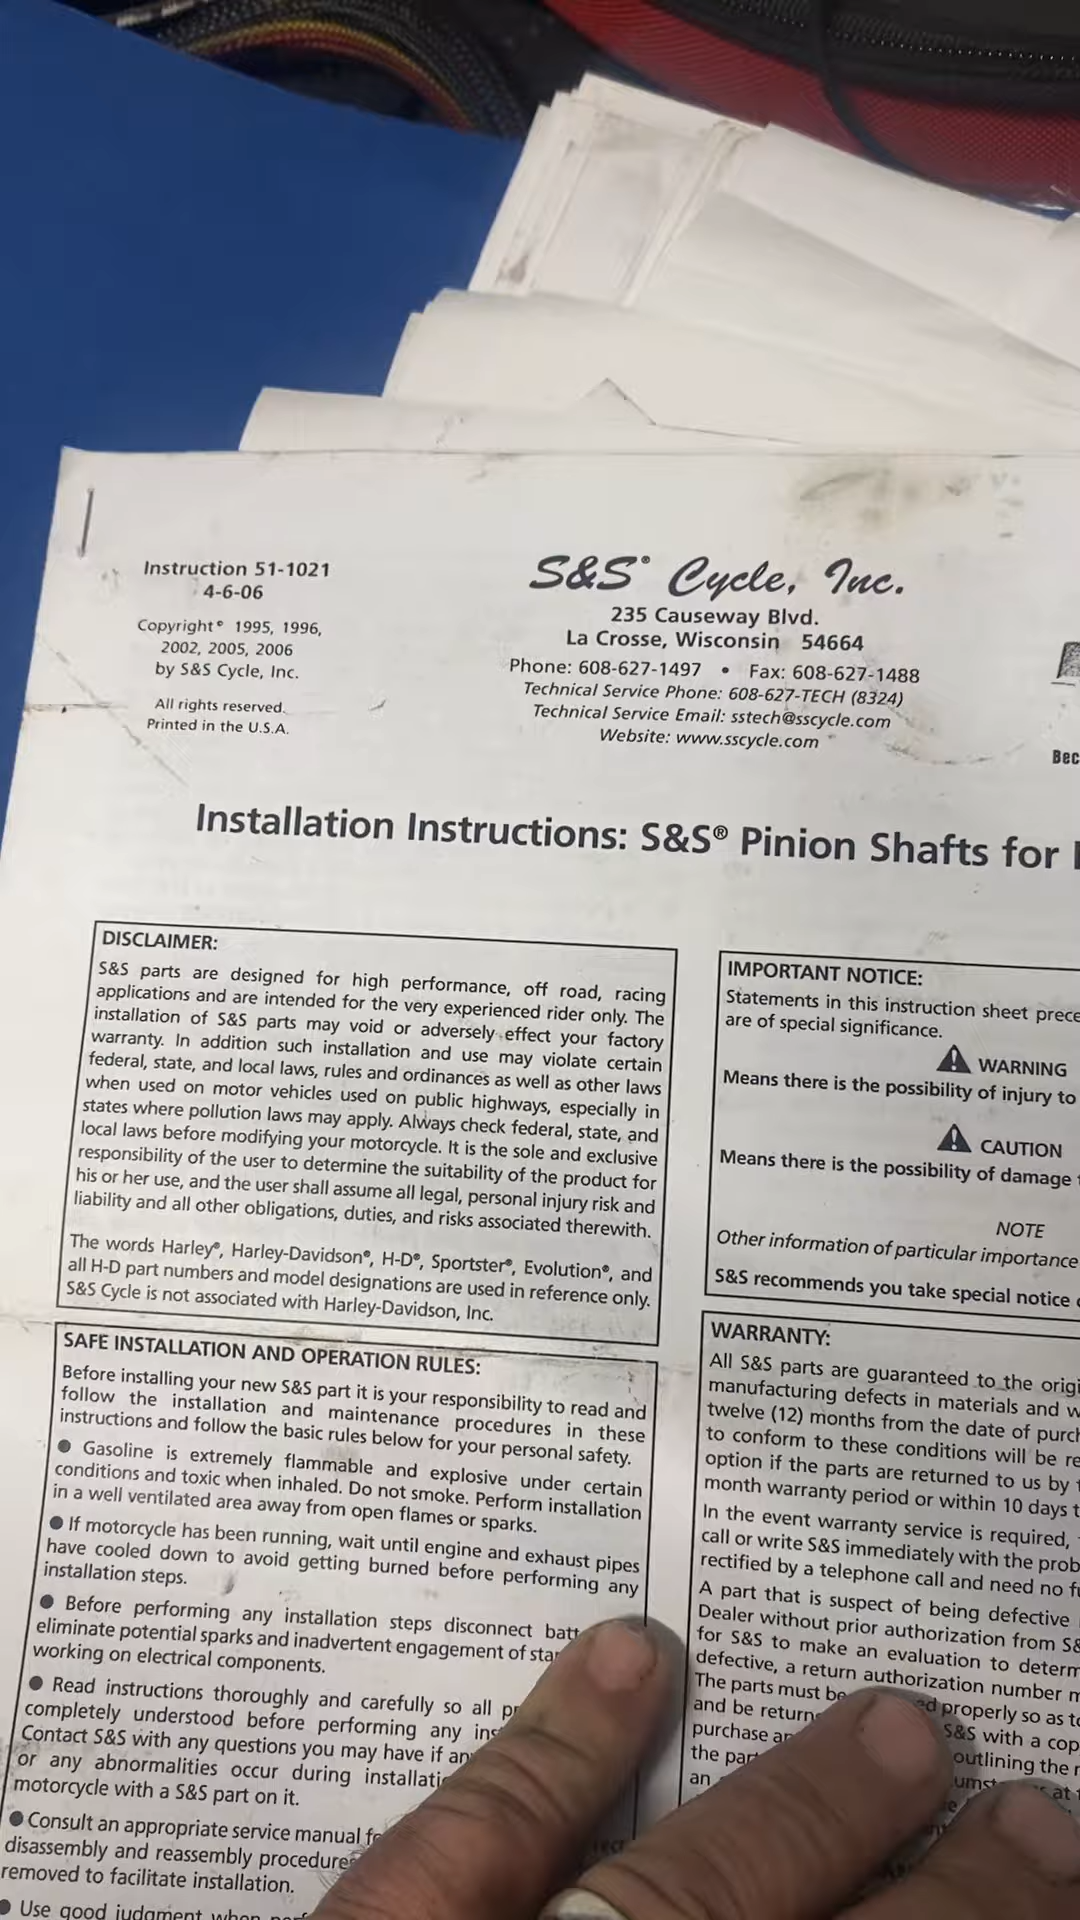 Instruction 51-1021
4-6-06
Copyright© 1995, 1996,
2002, 2005, 2006
by S&S Cycle, Inc.
All rights reserved.
Printed in the U.S.A.
S&S® Cycle, Inc.
235 Causeway Blvd.
La Crosse, Wisconsin 54664
Phone: 608-627-1497 • Fax: 608-627-1488
Technical Service Phone: 608-627-TECH (8324)
Technical Service Email: sstech@sscycle.com
Website: www.sscycle.com
Bec
Installation Instructions: S&S® Pinion Shafts for
DISCLAIMER:
S&S parts are designed for high performance, off road, racing
applications and are intended for the very experienced rider only. The
installation of S&S parts may void or adversely effect your factory
warranty. In addition such installation and use may violate certain
federal, state, and local laws, rules and ordinances as well as other laws
when used on motor vehicles used on public highways, especially in
states where pollution laws may apply. Always check federal, state, and
local laws before modifying your motorcycle. It is the sole and exclusive
responsibility of the user to determine the suitability of the product for
his or her use, and the user shall assume all legal, personal injury risk and
liability and all other obligations, duties, and risks associated therewith.
The words Harley®, Harley-Davidson®, H-D®, Sportster®, Evolution®, and
all H-D part numbers and model designations are used in reference only.
S&S Cycle is not associated with Harley-Davidson, Inc.
SAFE INSTALLATION AND OPERATION RULES:
Before installing your new S&S part it is your responsibility to read and
follow the installation and maintenance procedures in these
instructions and follow the basic rules below for your personal safety.
● Gasoline is extremely flammable and explosive under certain
conditions and toxic when inhaled. Do not smoke. Perform installation
in a well ventilated area away from open flames or sparks.
● If motorcycle has been running, wait until engine and exhaust pipes
have cooled down to avoid getting burned before performing any
installation steps.
● Before performing any installation steps disconnect batt
eliminate potential sparks and inadvertent engagement of sta
working on electrical components.
● Read instructions thoroughly and carefully so all p
completely understood before performing any ins
Contact S&S with any questions you may have if an
or any abnormalities occur during installati
motorcycle with a S&S part on it.
● Consult an appropriate service manual f
disassembly and reassembly procedure
removed to facilitate installation.
● Use good judgment when perf
IMPORTANT NOTICE:
Statements in this instruction sheet prece
are of special significance.
WARNING
Means there is the possibility of injury to
CAUTION
Means there is the possibility of damage
NOTE
Other information of particular importance
S&S recommends you take special notice
WARRANTY:
All S&S parts are guaranteed to the origi
manufacturing defects in materials and w
twelve (12) months from the date of purch
to conform to these conditions will be re
option if the parts are returned to us by
month warranty period or within 10 days
In the event warranty service is required,
call or write S&S immediately with the prob
rectified by a telephone call and need no fu
A part that is suspect of being defective
Dealer without prior authorization from S&
for S&S to make an evaluation to determ
defective, a return authorization number m
The parts must be ed properly so as to
and be return S&S with a cop
purchase an outlining the
the par umst at
an